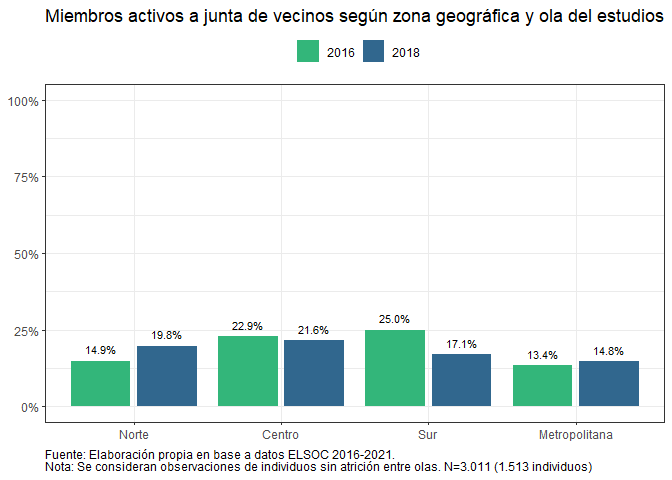 Miembros activos a junta de vecinos según zona geográfica y ola del estudios
2016 2018
100%
75%
50%
25%
0%
14.9% 19.8% 22.9% 21.6% 25.0% 17.1% 13.4% 14.8%
Norte Centro Sur Metropolitana
Fuente: Elaboración propia en base a datos ELSOC 2016-2021.
Nota: Se consideran observaciones de individuos sin atrición entre olas. N=3.011 (1.513 individuos)